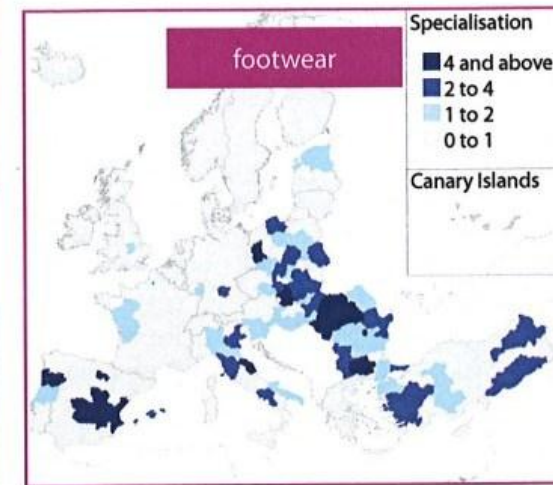 footwear
Specialisation
4 and above
2 to 4
1 to 2
0 to 1
Canary Islands